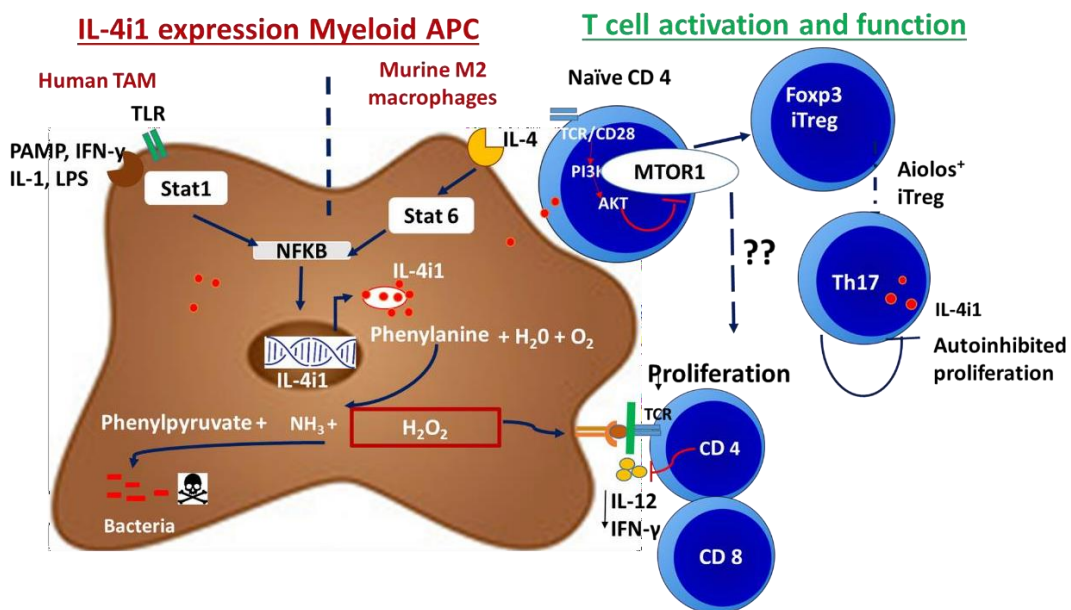 IL-4i1 expression Myeloid APC
T cell activation and function
Human TAM
Murine M2
macrophages
TLR
PAMP, IFN-γ
IL-1, LPS
Stat1
IL-4
Stat 6
NFKB
IL-4i1
IL-4i1
Phenylanine + H₂0 + O₂
Phenylpyruvate + NH₃ + H₂O₂
Bacteria
Naïve CD 4
TCR/CD28
PI3K
AKT
MTOR1
Foxp3
iTreg
Aiolos⁺
iTreg
??
Th17
IL-4i1
Autoinhibited
proliferation
Proliferation
TCR
CD 4
IL-12
IFN-γ
CD 8